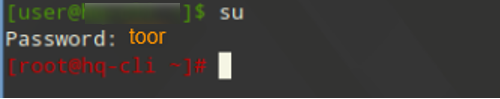 [user@ ]$ su
Password: toor
[root@hq-cli ~]#